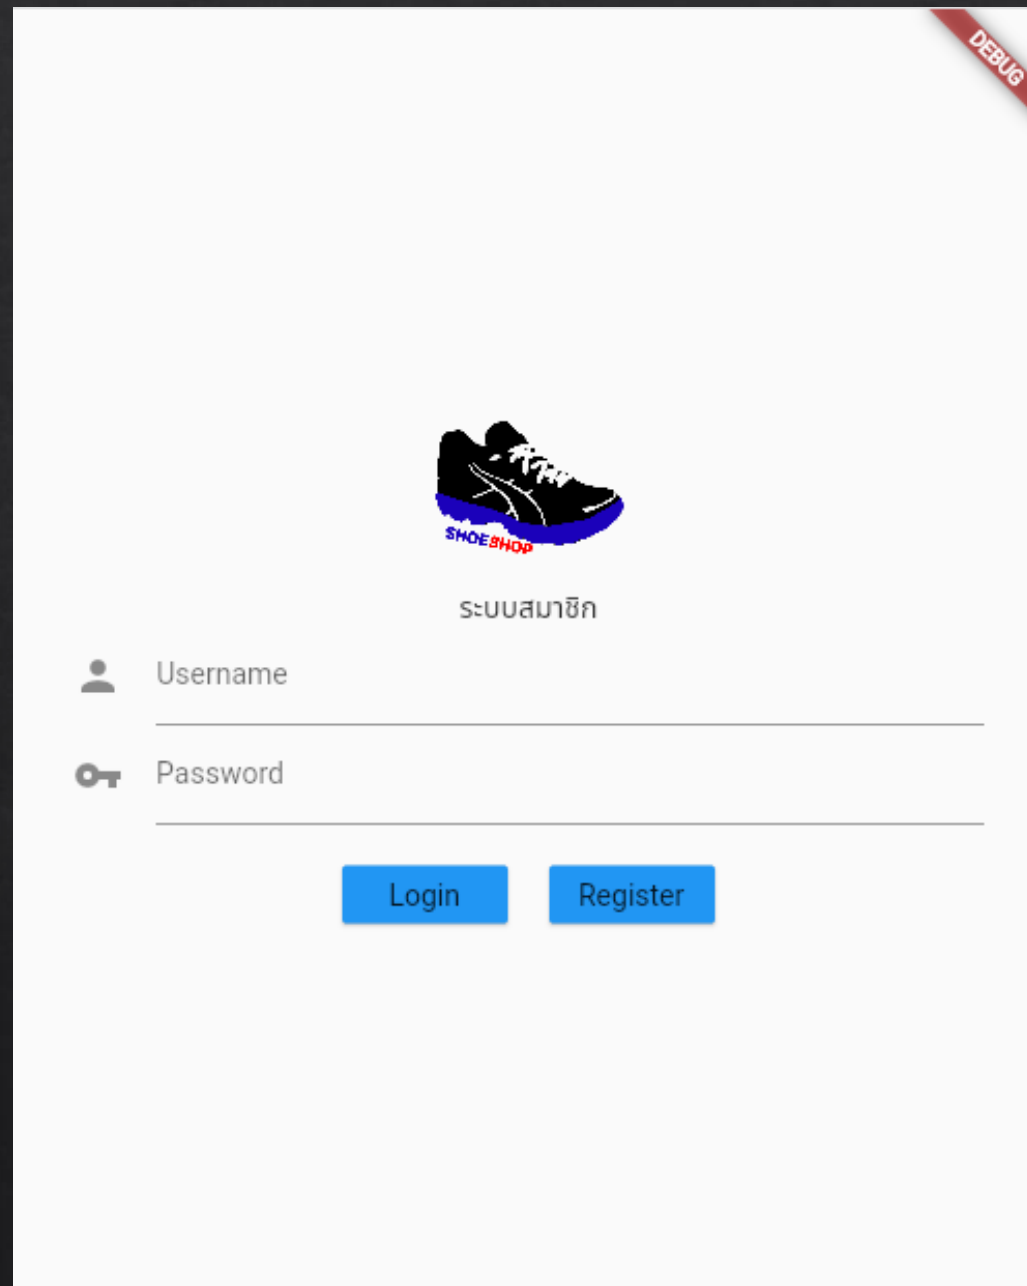 DEBUG
SHOESHOP
ระบบสมาชิก
Username
Password
Login
Register